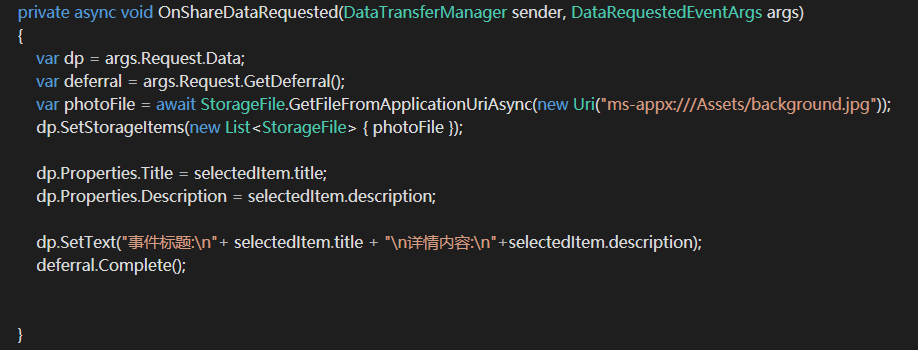 private async void OnShareDataRequested(DataTransferManager sender, DataRequestedEventArgs args)
{
var dp = args.Request.Data;
var deferral = args.Request.GetDeferral();
var photoFile = await StorageFile.GetFileFromApplicationUriAsync(new Uri("ms-appx:///Assets/background.jpg"));
dp.SetStorageItems(new List<StorageFile> { photoFile });
dp.Properties.Title = selectedItem.title;
dp.Properties.Description = selectedItem.description;
dp.SetText("事件标题:\n"+ selectedItem.title + "\n详情内容:\n"+selectedItem.description);
deferral.Complete();
}